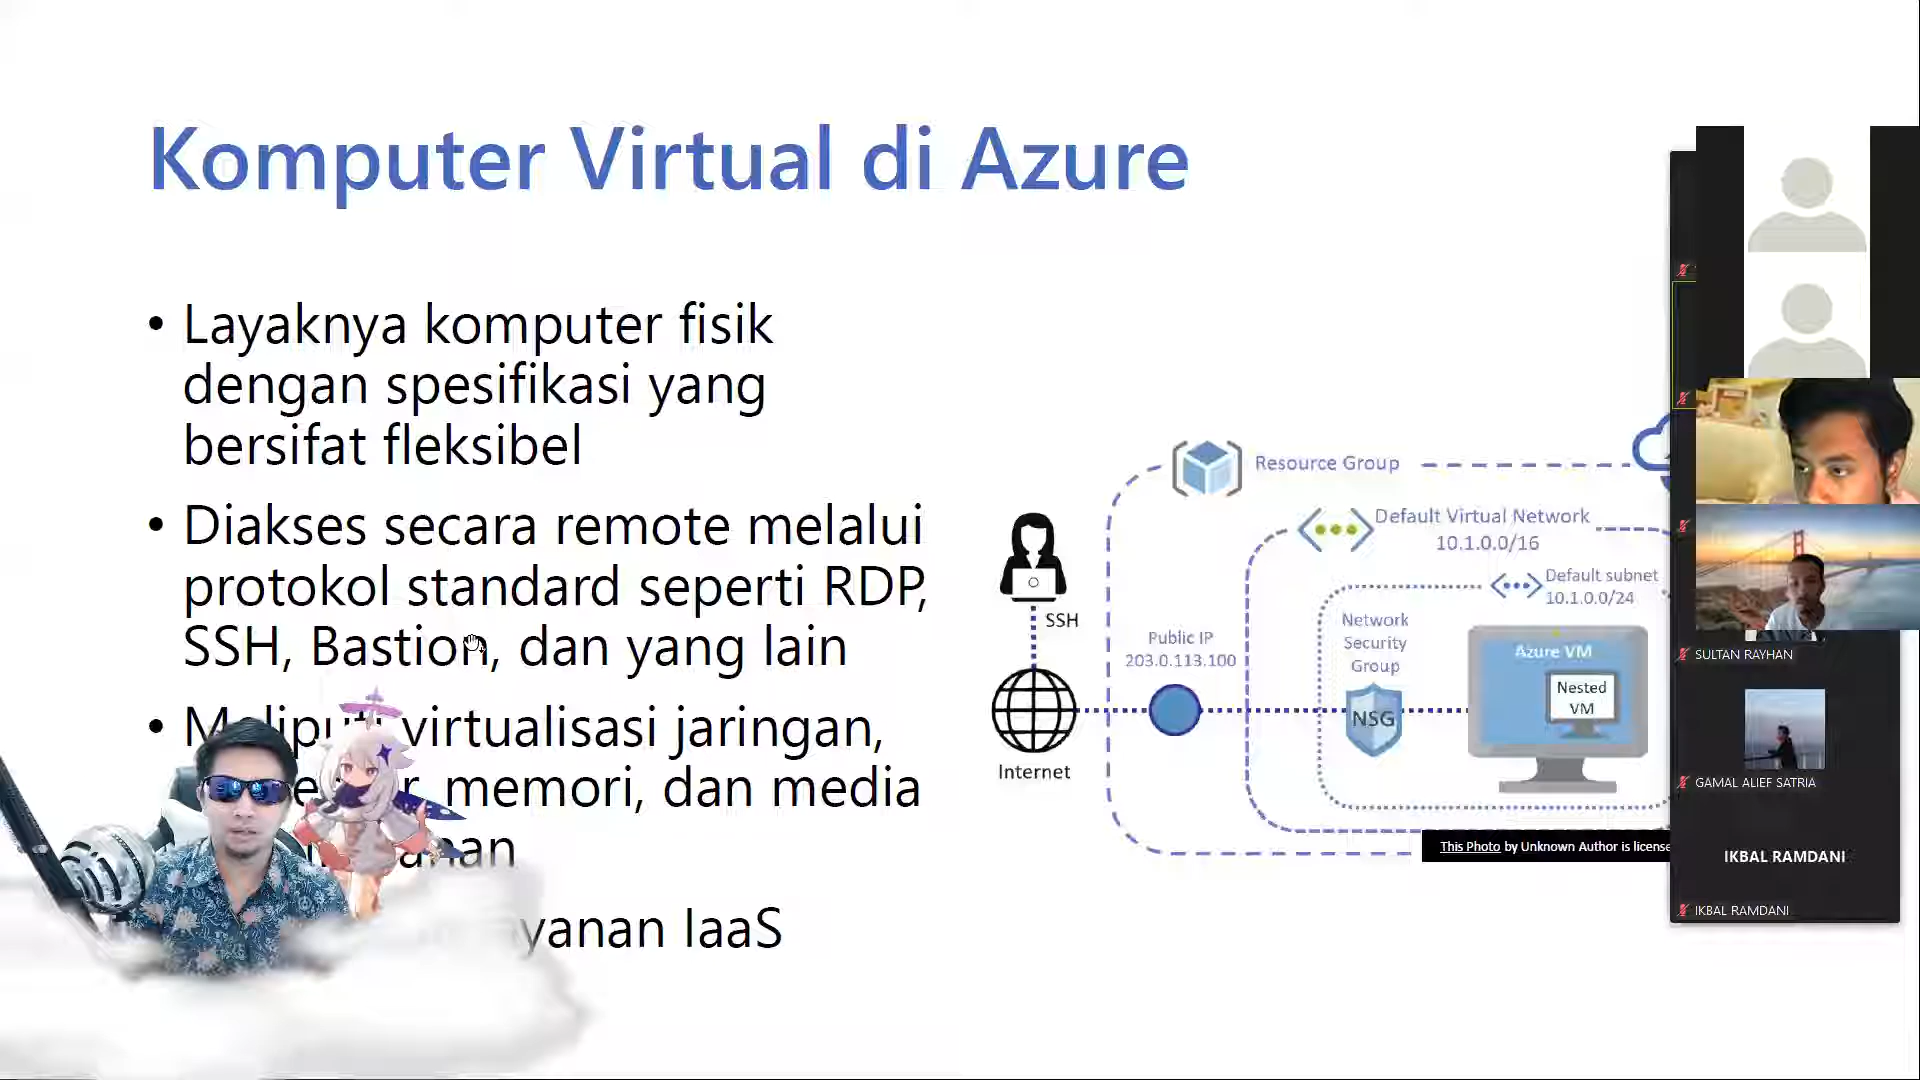 Komputer Virtual di Azure
• Layaknya komputer fisik
dengan spesifikasi yang
bersifat fleksibel
• Diakses secara remote melalui
protokol standard seperti RDP,
SSH, Bastion, dan yang lain
• Meliputi virtualisasi jaringan,
memori, dan media
IaaS
Resource Group
Default Virtual Network
10.1.0.0/16
Default subnet
10.1.0.0/24
SSH
Public IP
203.0.113.100
Network
Security
Group
NSG
Azure VM
Nested
VM
Internet
This Photo by Unknown Author is license
SULTAN RAYHAN
GAMAL ALIEF SATRIA
IKBAL RAMDANI
IKBAL RAMDANI